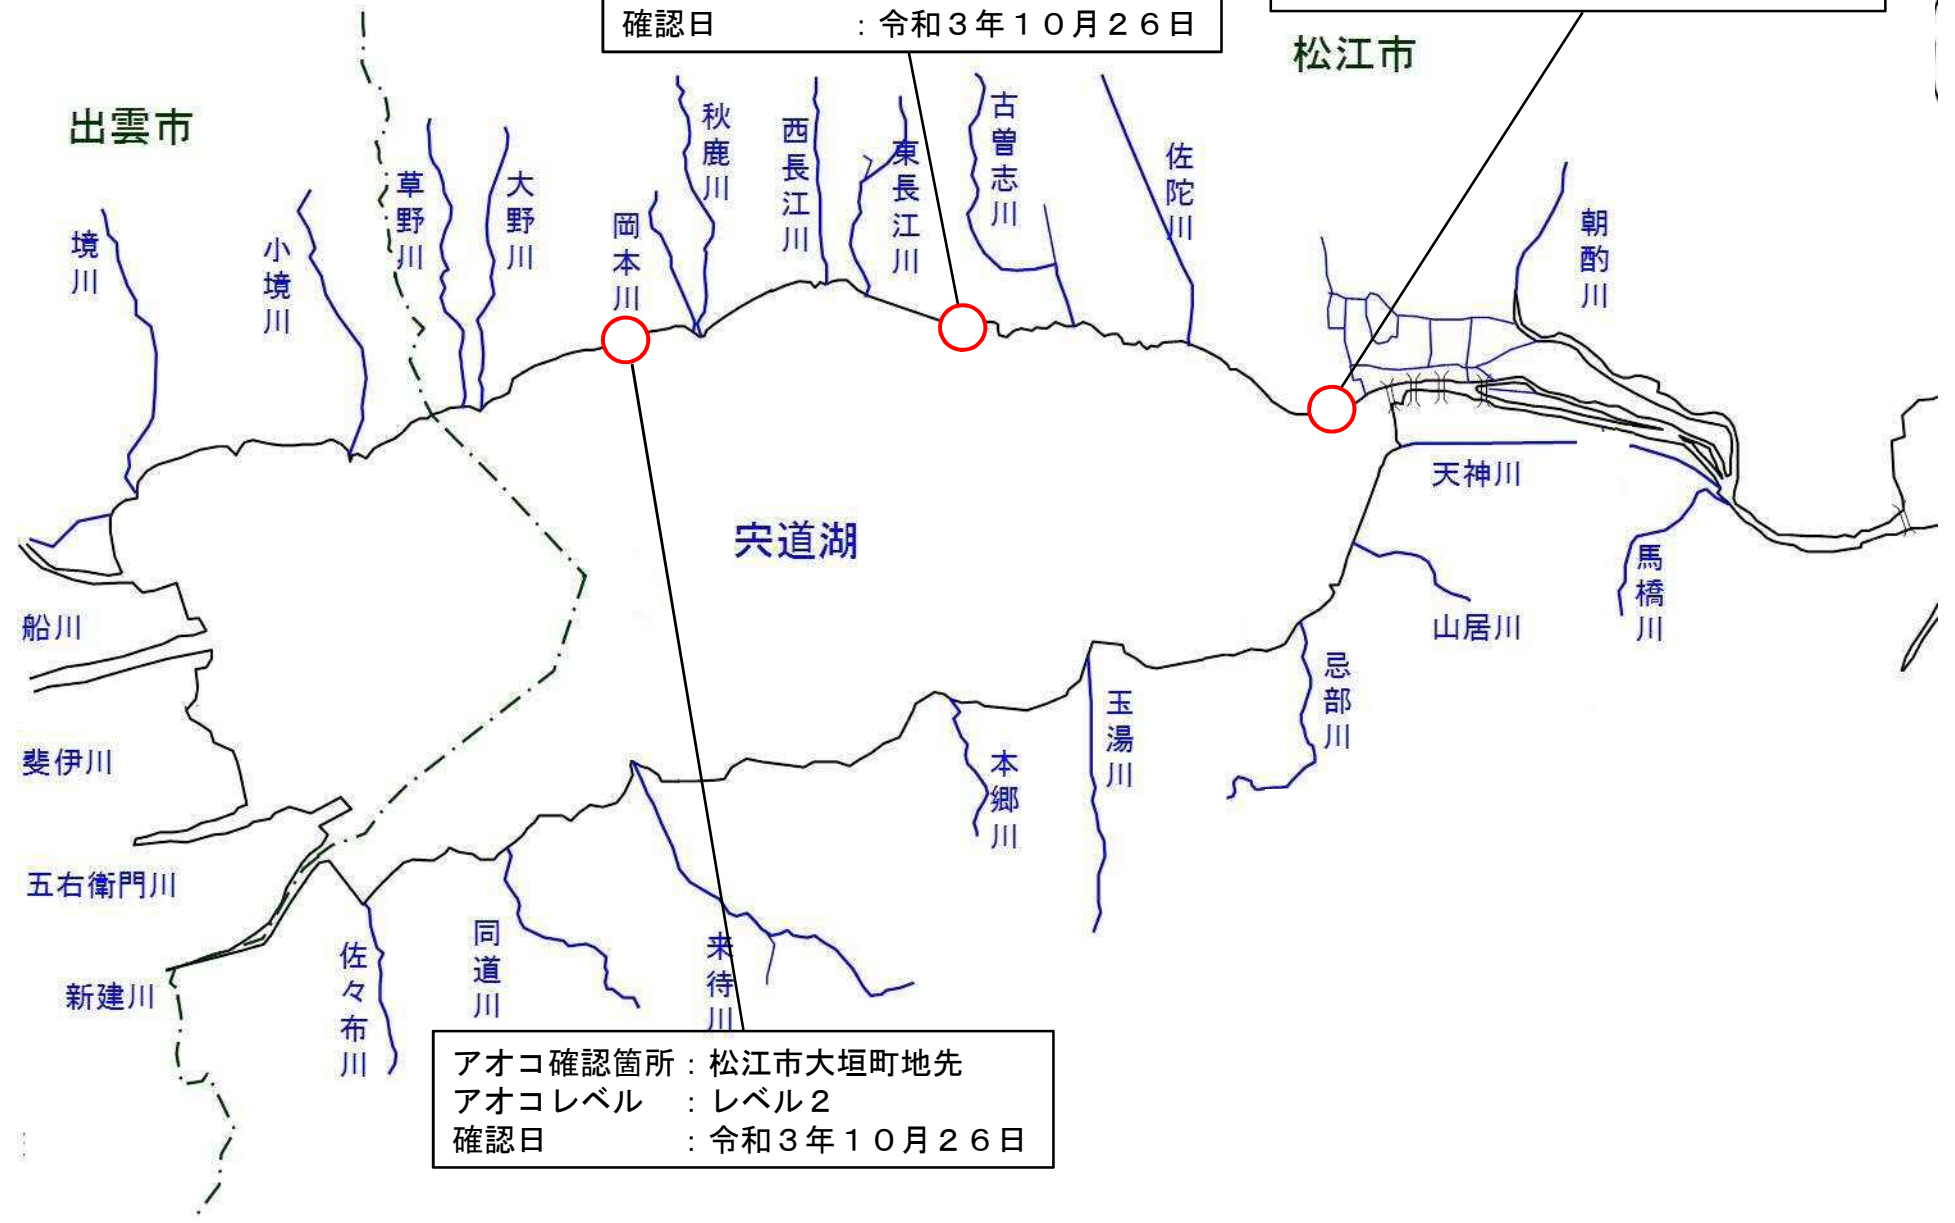 確認日　　　　：令和３年１０月２６日
松江市
出雲市
境川
小境川
草野川
大野川
岡本川
秋鹿川
西長江川
東長江川
古曽志川
佐陀川
朝酌川
宍道湖
天神川
山居川
馬橋川
船川
斐伊川
五右衛門川
新建川
佐々布川
同道川
来待川
本郷川
玉湯川
忌部川
アオコ確認箇所：松江市大垣町地先
アオコレベル　：レベル２
確認日　　　　：令和３年１０月２６日